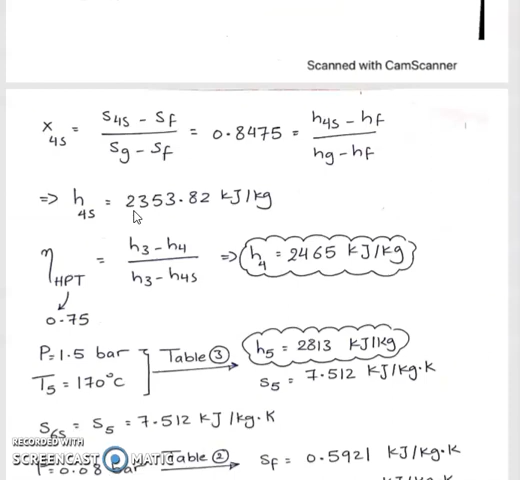 Scanned with CamScanner
x4s = (s4s - sf)/(sg - sf) = 0.8475 = (h4s - hf)/(hg - hf)
=> h4s = 2353.82 kJ/kg
ηHPT = (h3 - h4)/(h3 - h4s) => h4 = 2465 kJ/kg
0.75
P=1.5 bar
T5 = 170°C
Table ③
h5 = 2813 kJ/kg
s5 = 7.512 kJ/kg.K
s6s = s5 = 7.512 kJ/kg.K
RECORDED WITH
SCREENCAST MATIC
P=0.08 bar Table ② sf = 0.5921 kJ/kg.K